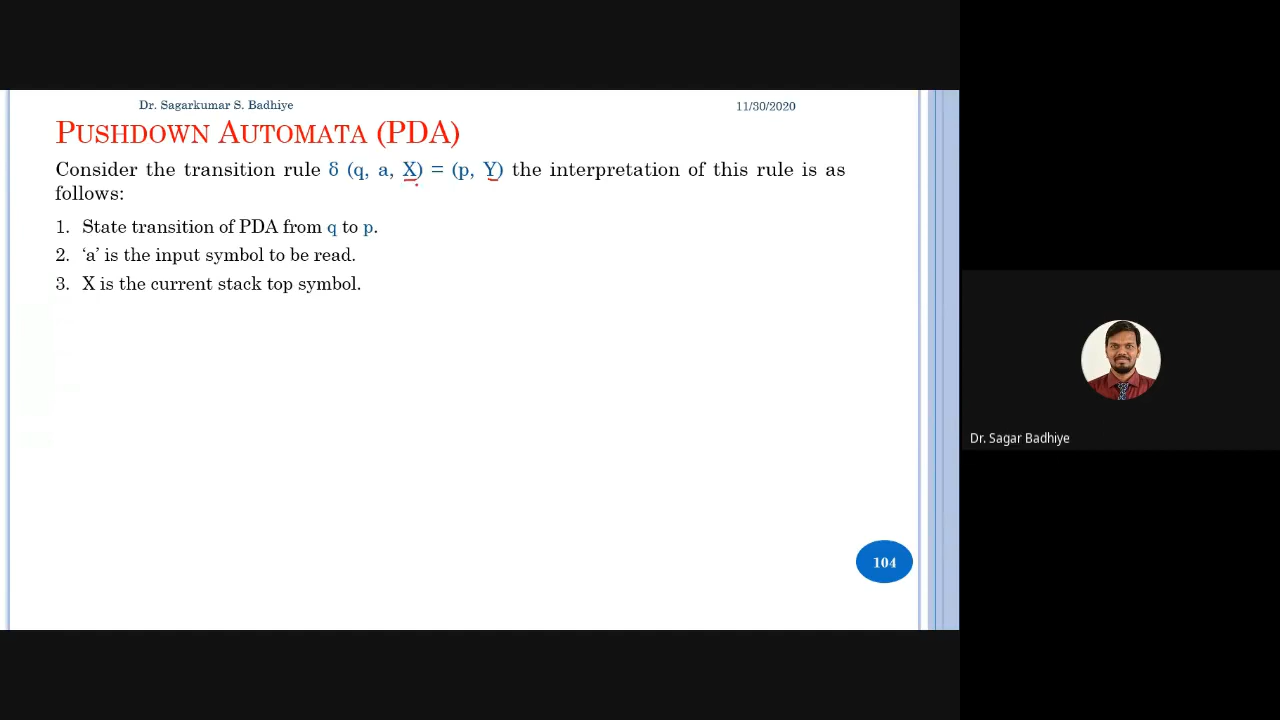 Dr. Sagarkumar S. Badhiye
11/30/2020
PUSHDOWN AUTOMATA (PDA)
Consider the transition rule δ (q, a, X) = (p, Y) the interpretation of this rule is as
follows:
1. State transition of PDA from q to p.
2. ‘a’ is the input symbol to be read.
3. X is the current stack top symbol.
104
Dr. Sagar Badhiye